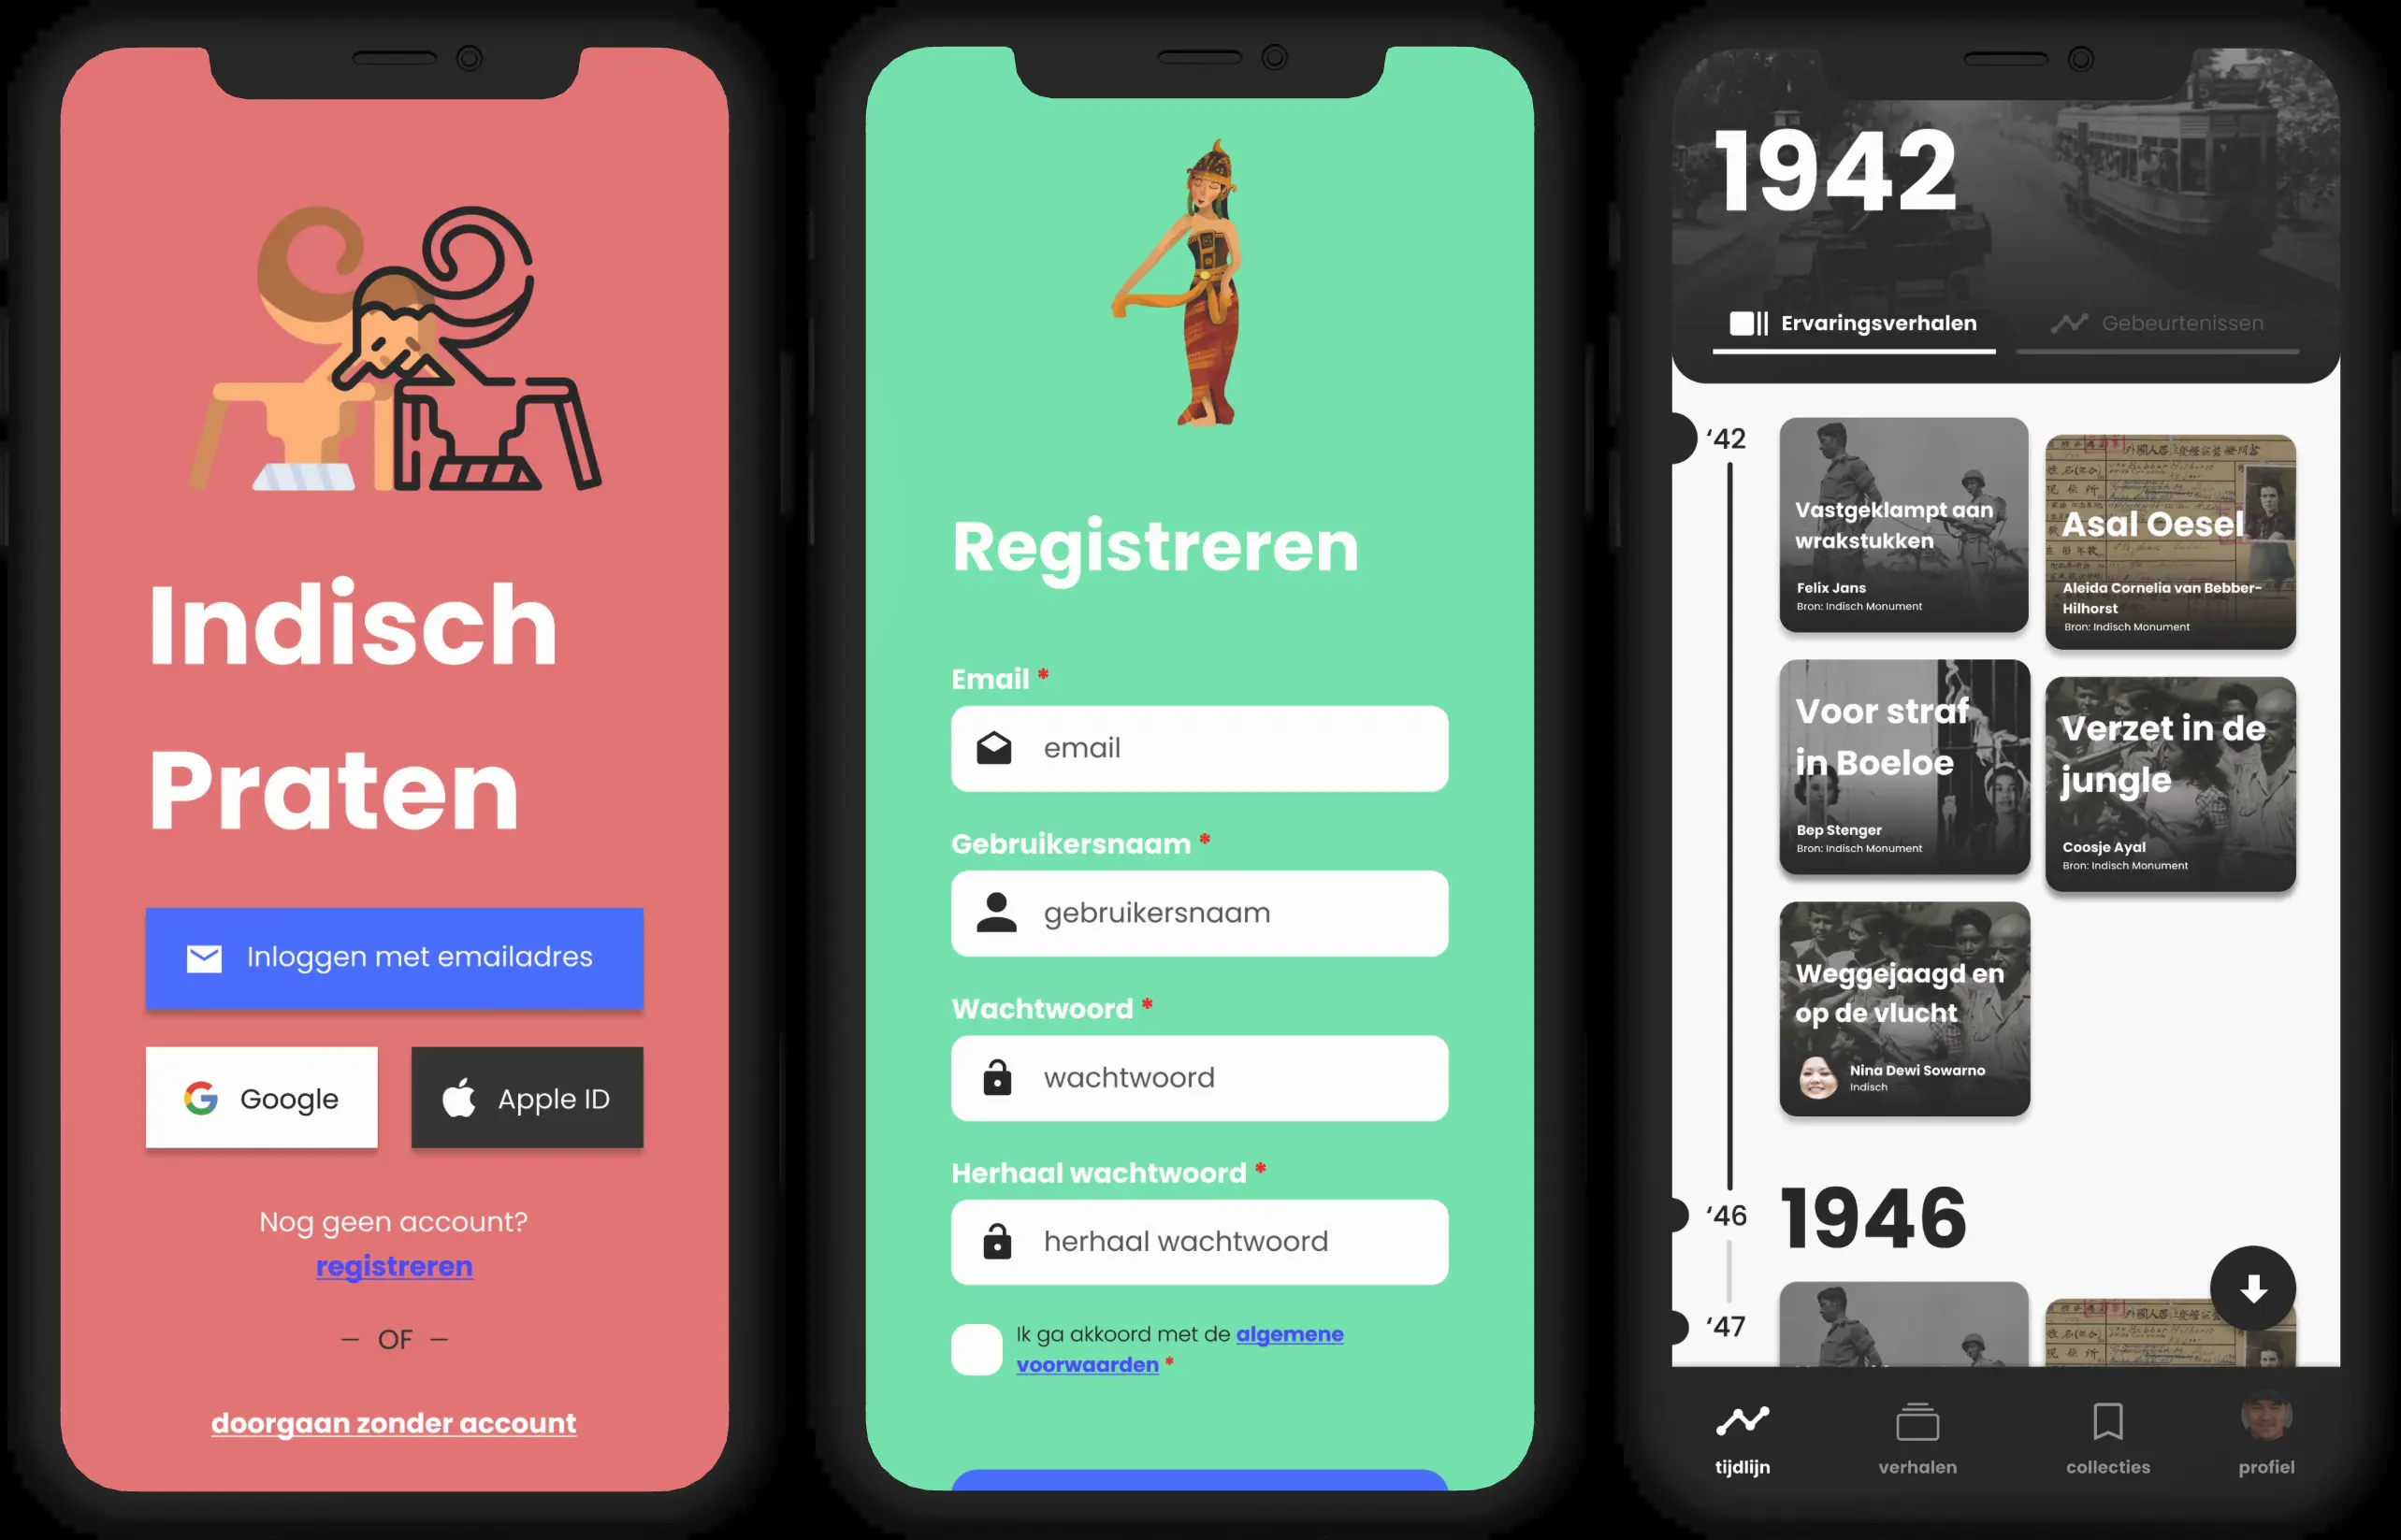 Indisch
Praten
Inloggen met emailadres
Google
Apple ID
Nog geen account?
registreren
— OF —
doorgaan zonder account
Registreren
Email *
email
Gebruikersnaam *
gebruikersnaam
Wachtwoord *
wachtwoord
Herhaal wachtwoord *
herhaal wachtwoord
Ik ga akkoord met de algemene
voorwaarden *
1942
Ervaringsverhalen
Gebeurtenissen
‘42
Vastgeklampt aan
wrakstukken
Felix Jans
Bron: Indisch Monument
Asal Oesel
Aleida Cornelia van Bebber-
Hilhorst
Bron: Indisch Monument
Voor straf
in Boeloe
Bep Stenger
Bron: Indisch Monument
Verzet in de
jungle
Coosje Ayal
Bron: Indisch Monument
Weggejaagd en
op de vlucht
Nina Dewi Sowarno
Indisch
‘46
1946
‘47
tijdlijn
verhalen
collecties
profiel